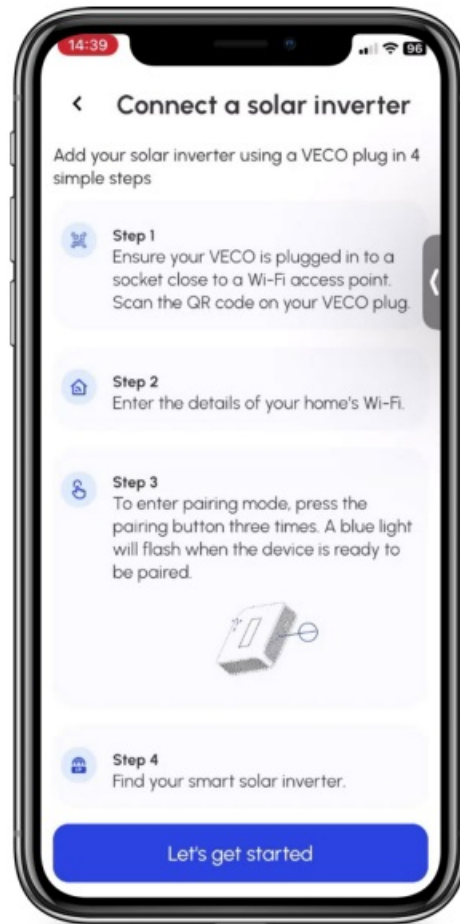 14:39
96
Connect a solar inverter
Add your solar inverter using a VECO plug in 4
simple steps
Step 1
Ensure your VECO is plugged in to a
socket close to a Wi-Fi access point.
Scan the QR code on your VECO plug.
Step 2
Enter the details of your home's Wi-Fi.
Step 3
To enter pairing mode, press the
pairing button three times. A blue light
will flash when the device is ready to
be paired.
Step 4
Find your smart solar inverter.
Let's get started